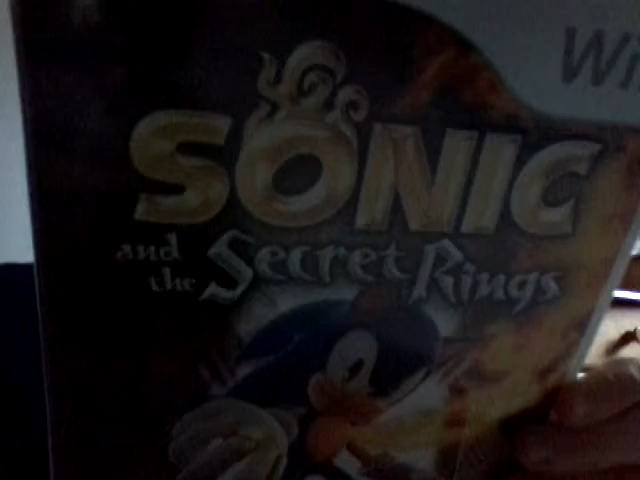 Wii
SONIC
and the Secret Rings